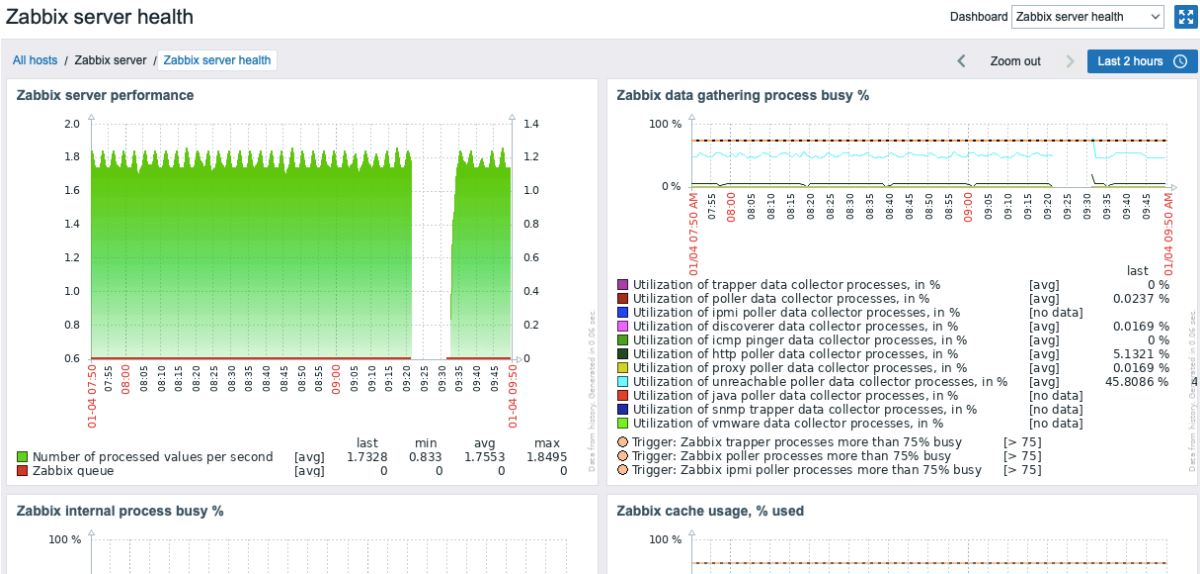 Zabbix server health
Dashboard Zabbix server health
All hosts / Zabbix server / Zabbix server health
Zoom out
Last 2 hours
Zabbix server performance
2.0
1.8
1.6
1.4
1.2
1.0
0.8
0.6
1.4
1.2
1.0
0.8
0.6
0.4
0.2
0
01-04 07:50
07:55
08:00
08:05
08:10
08:15
08:20
08:25
08:30
08:35
08:40
08:45
08:50
08:55
09:00
09:05
09:10
09:15
09:20
09:25
09:30
09:35
09:40
09:45
01-04 09:50
last min avg max
Number of processed values per second [avg] 1.7328 0.833 1.7553 1.8495
Zabbix queue [avg] 0 0 0 0
Data from history. Generated in 0.06 sec.
Zabbix data gathering process busy %
100 %
0 %
01/04 07:50 AM
07:55
08:00
08:05
08:10
08:15
08:20
08:25
08:30
08:35
08:40
08:45
08:50
08:55
09:00
09:05
09:10
09:15
09:20
09:25
09:30
09:35
09:40
09:45
01/04 09:50 AM
last
Utilization of trapper data collector processes, in % [avg] 0 %
Utilization of poller data collector processes, in % [avg] 0.0237 %
Utilization of ipmi poller data collector processes, in % [no data]
Utilization of discoverer data collector processes, in % [avg] 0.0169 %
Utilization of icmp pinger data collector processes, in % [avg] 0 %
Utilization of http poller data collector processes, in % [avg] 5.1321 %
Utilization of proxy poller data collector processes, in % [avg] 0.0169 %
Utilization of unreachable poller data collector processes, in % [avg] 45.8086 % 4
Utilization of java poller data collector processes, in % [no data]
Utilization of snmp trapper data collector processes, in % [no data]
Utilization of vmware data collector processes, in % [no data]
Trigger: Zabbix trapper processes more than 75% busy [> 75]
Trigger: Zabbix poller processes more than 75% busy [> 75]
Trigger: Zabbix ipmi poller processes more than 75% busy [> 75]
Data from history. Generated in 0.06 sec.
Zabbix internal process busy %
100 %
Zabbix cache usage, % used
100 %